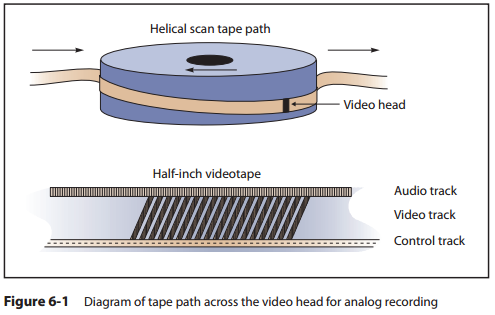 Helical scan tape path
Video head
Half-inch videotape
Audio track
Video track
Control track
Figure 6-1 Diagram of tape path across the video head for analog recording